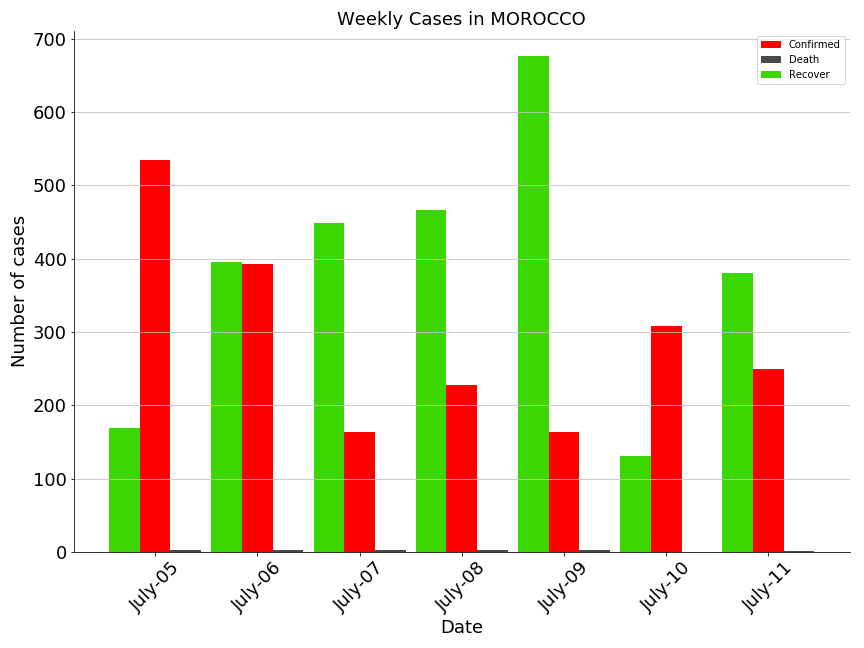 Weekly Cases in MOROCCO
Confirmed
Death
Recover
Number of cases
700
600
500
400
300
200
100
0
July-05
July-06
July-07
July-08
July-09
July-10
July-11
Date